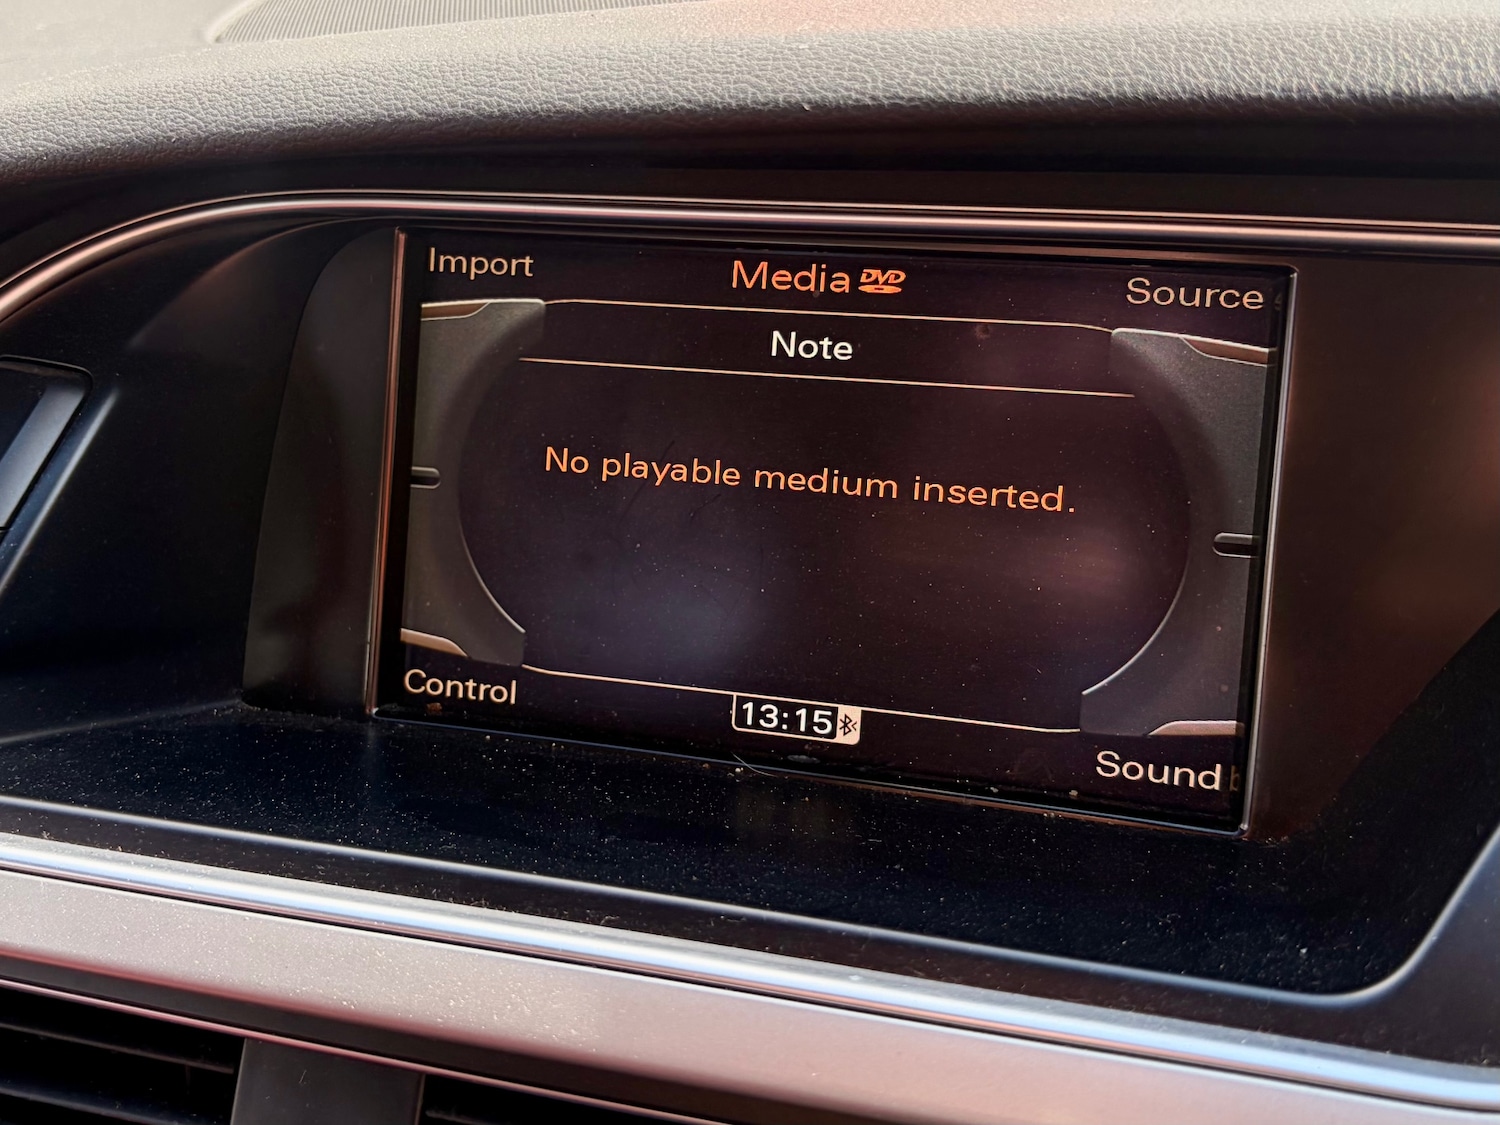 Import
Media DVD
Source
Note
No playable medium inserted.
Control
13:15
Sound